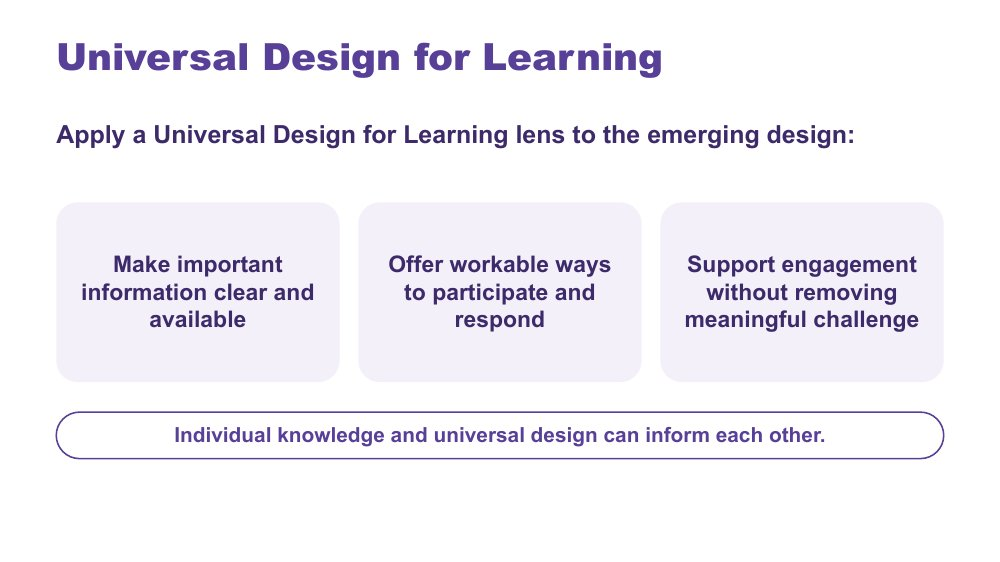 Universal Design for Learning
Apply a Universal Design for Learning lens to the emerging design:
Make important
information clear and
available
Offer workable ways
to participate and
respond
Support engagement
without removing
meaningful challenge
Individual knowledge and universal design can inform each other.